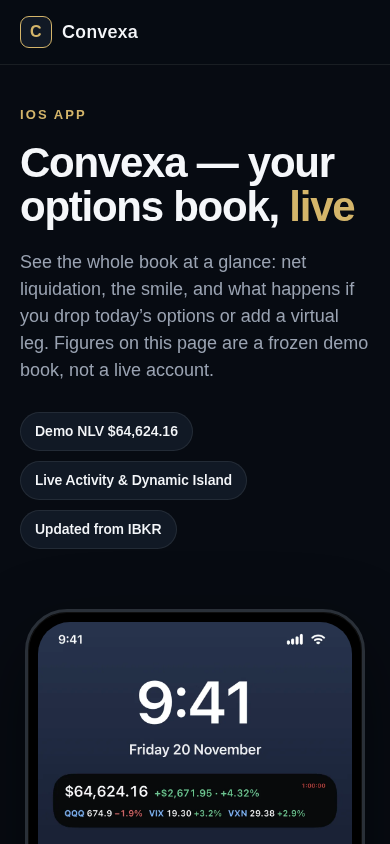 C Convexa
IOS APP
Convexa — your
options book, live
See the whole book at a glance: net
liquidation, the smile, and what happens if
you drop today’s options or add a virtual
leg. Figures on this page are a frozen demo
book, not a live account.
Demo NLV $64,624.16
Live Activity & Dynamic Island
Updated from IBKR
9:41
9:41
Friday 20 November
$64,624.16 +$2,671.95 · +4.32% 1:00:00
QQQ 674.9 −1.9% VIX 19.30 +3.2% VXN 29.38 +2.9%